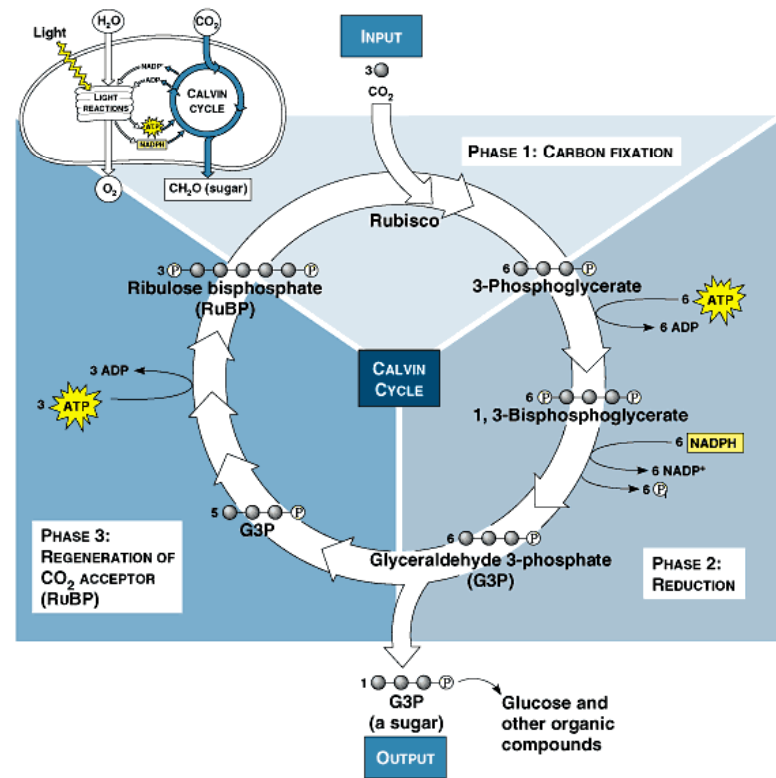 Light
H₂O
CO₂
NADP⁺
ADP
LIGHT
REACTIONS
CALVIN
CYCLE
ATP
NADPH
O₂
CH₂O (sugar)
INPUT
3
CO₂
PHASE 1: CARBON FIXATION
Rubisco
3 P P
Ribulose bisphosphate
(RuBP)
6 P
3-Phosphoglycerate
6 ATP
6 ADP
3 ADP
3 ATP
CALVIN
CYCLE
6 P P
1, 3-Bisphosphoglycerate
6 NADPH
6 NADP⁺
6 P
5 P
G3P
6 P
Glyceraldehyde 3-phosphate
(G3P)
PHASE 3:
REGENERATION OF
CO₂ ACCEPTOR
(RuBP)
PHASE 2:
REDUCTION
1 P
G3P
(a sugar)
Glucose and
other organic
compounds
OUTPUT